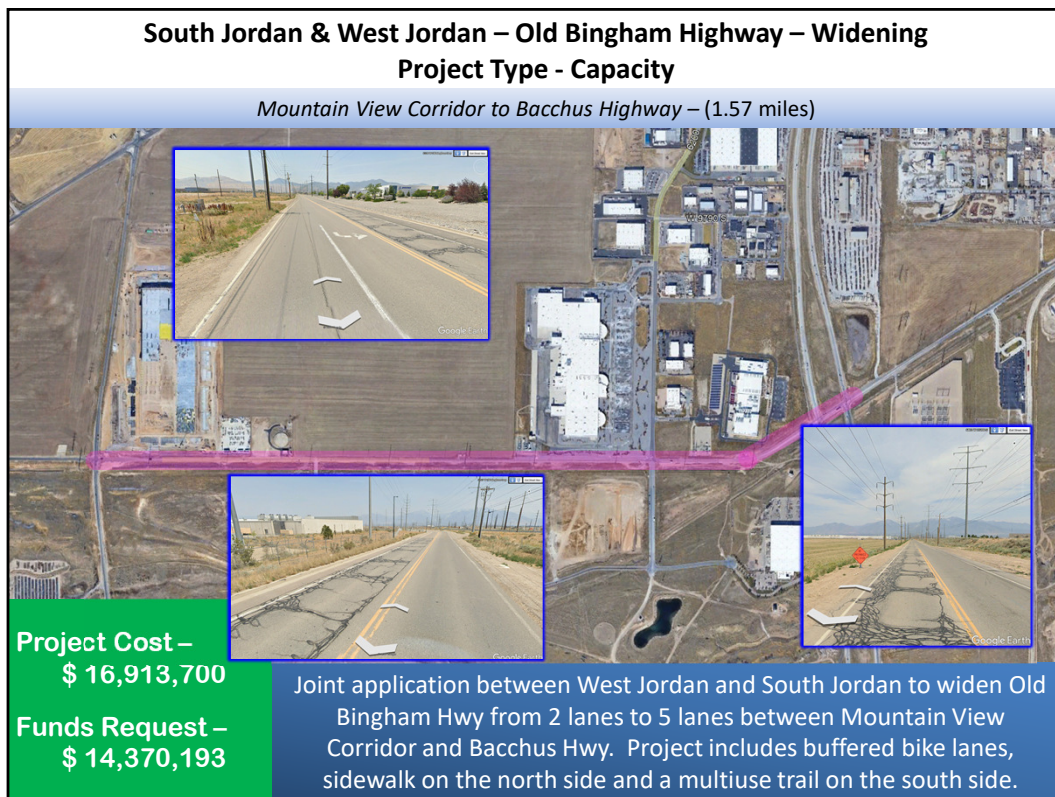 South Jordan & West Jordan – Old Bingham Highway – Widening
Project Type - Capacity
Mountain View Corridor to Bacchus Highway – (1.57 miles)
Google Earth
W 9790 S
Google Earth
Google Earth
Project Cost –
$ 16,913,700
Funds Request –
$ 14,370,193
Joint application between West Jordan and South Jordan to widen Old
Bingham Hwy from 2 lanes to 5 lanes between Mountain View
Corridor and Bacchus Hwy. Project includes buffered bike lanes,
sidewalk on the north side and a multiuse trail on the south side.